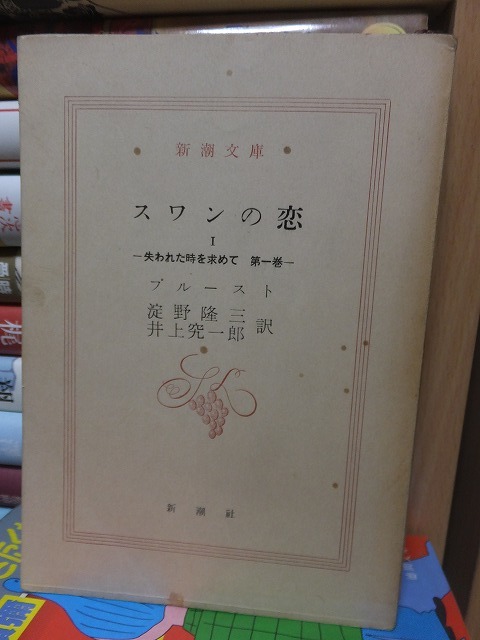 新潮文庫
スワンの恋
I
—失われた時を求めて　第一巻—
プルースト
淀野隆三
井上究一郎 訳
新潮社